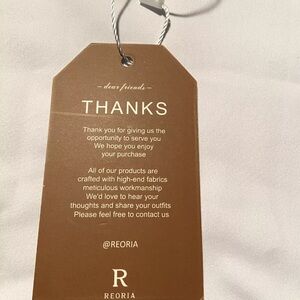 dear friends
THANKS
Thank you for giving us the
opportunity to serve you
We hope you enjoy
your purchase
All of our products are
crafted with high-end fabrics
meticulous workmanship
We'd love to hear your
thoughts and share your outfits
Please feel free to contact us
@REORIA
R
REORIA